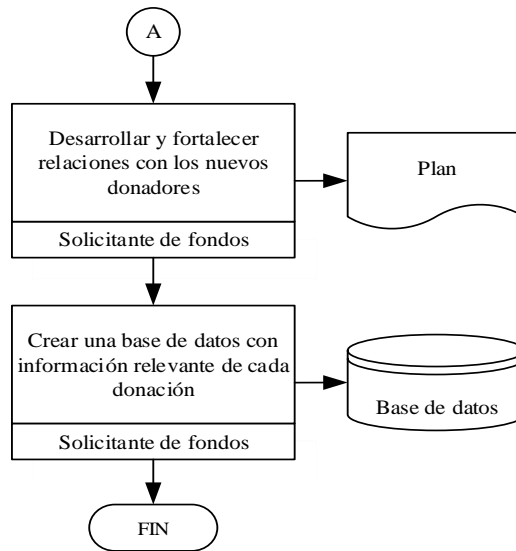 A
Desarrollar y fortalecer
relaciones con los nuevos
donadores
Solicitante de fondos
Plan
Crear una base de datos con
información relevante de cada
donación
Solicitante de fondos
Base de datos
FIN